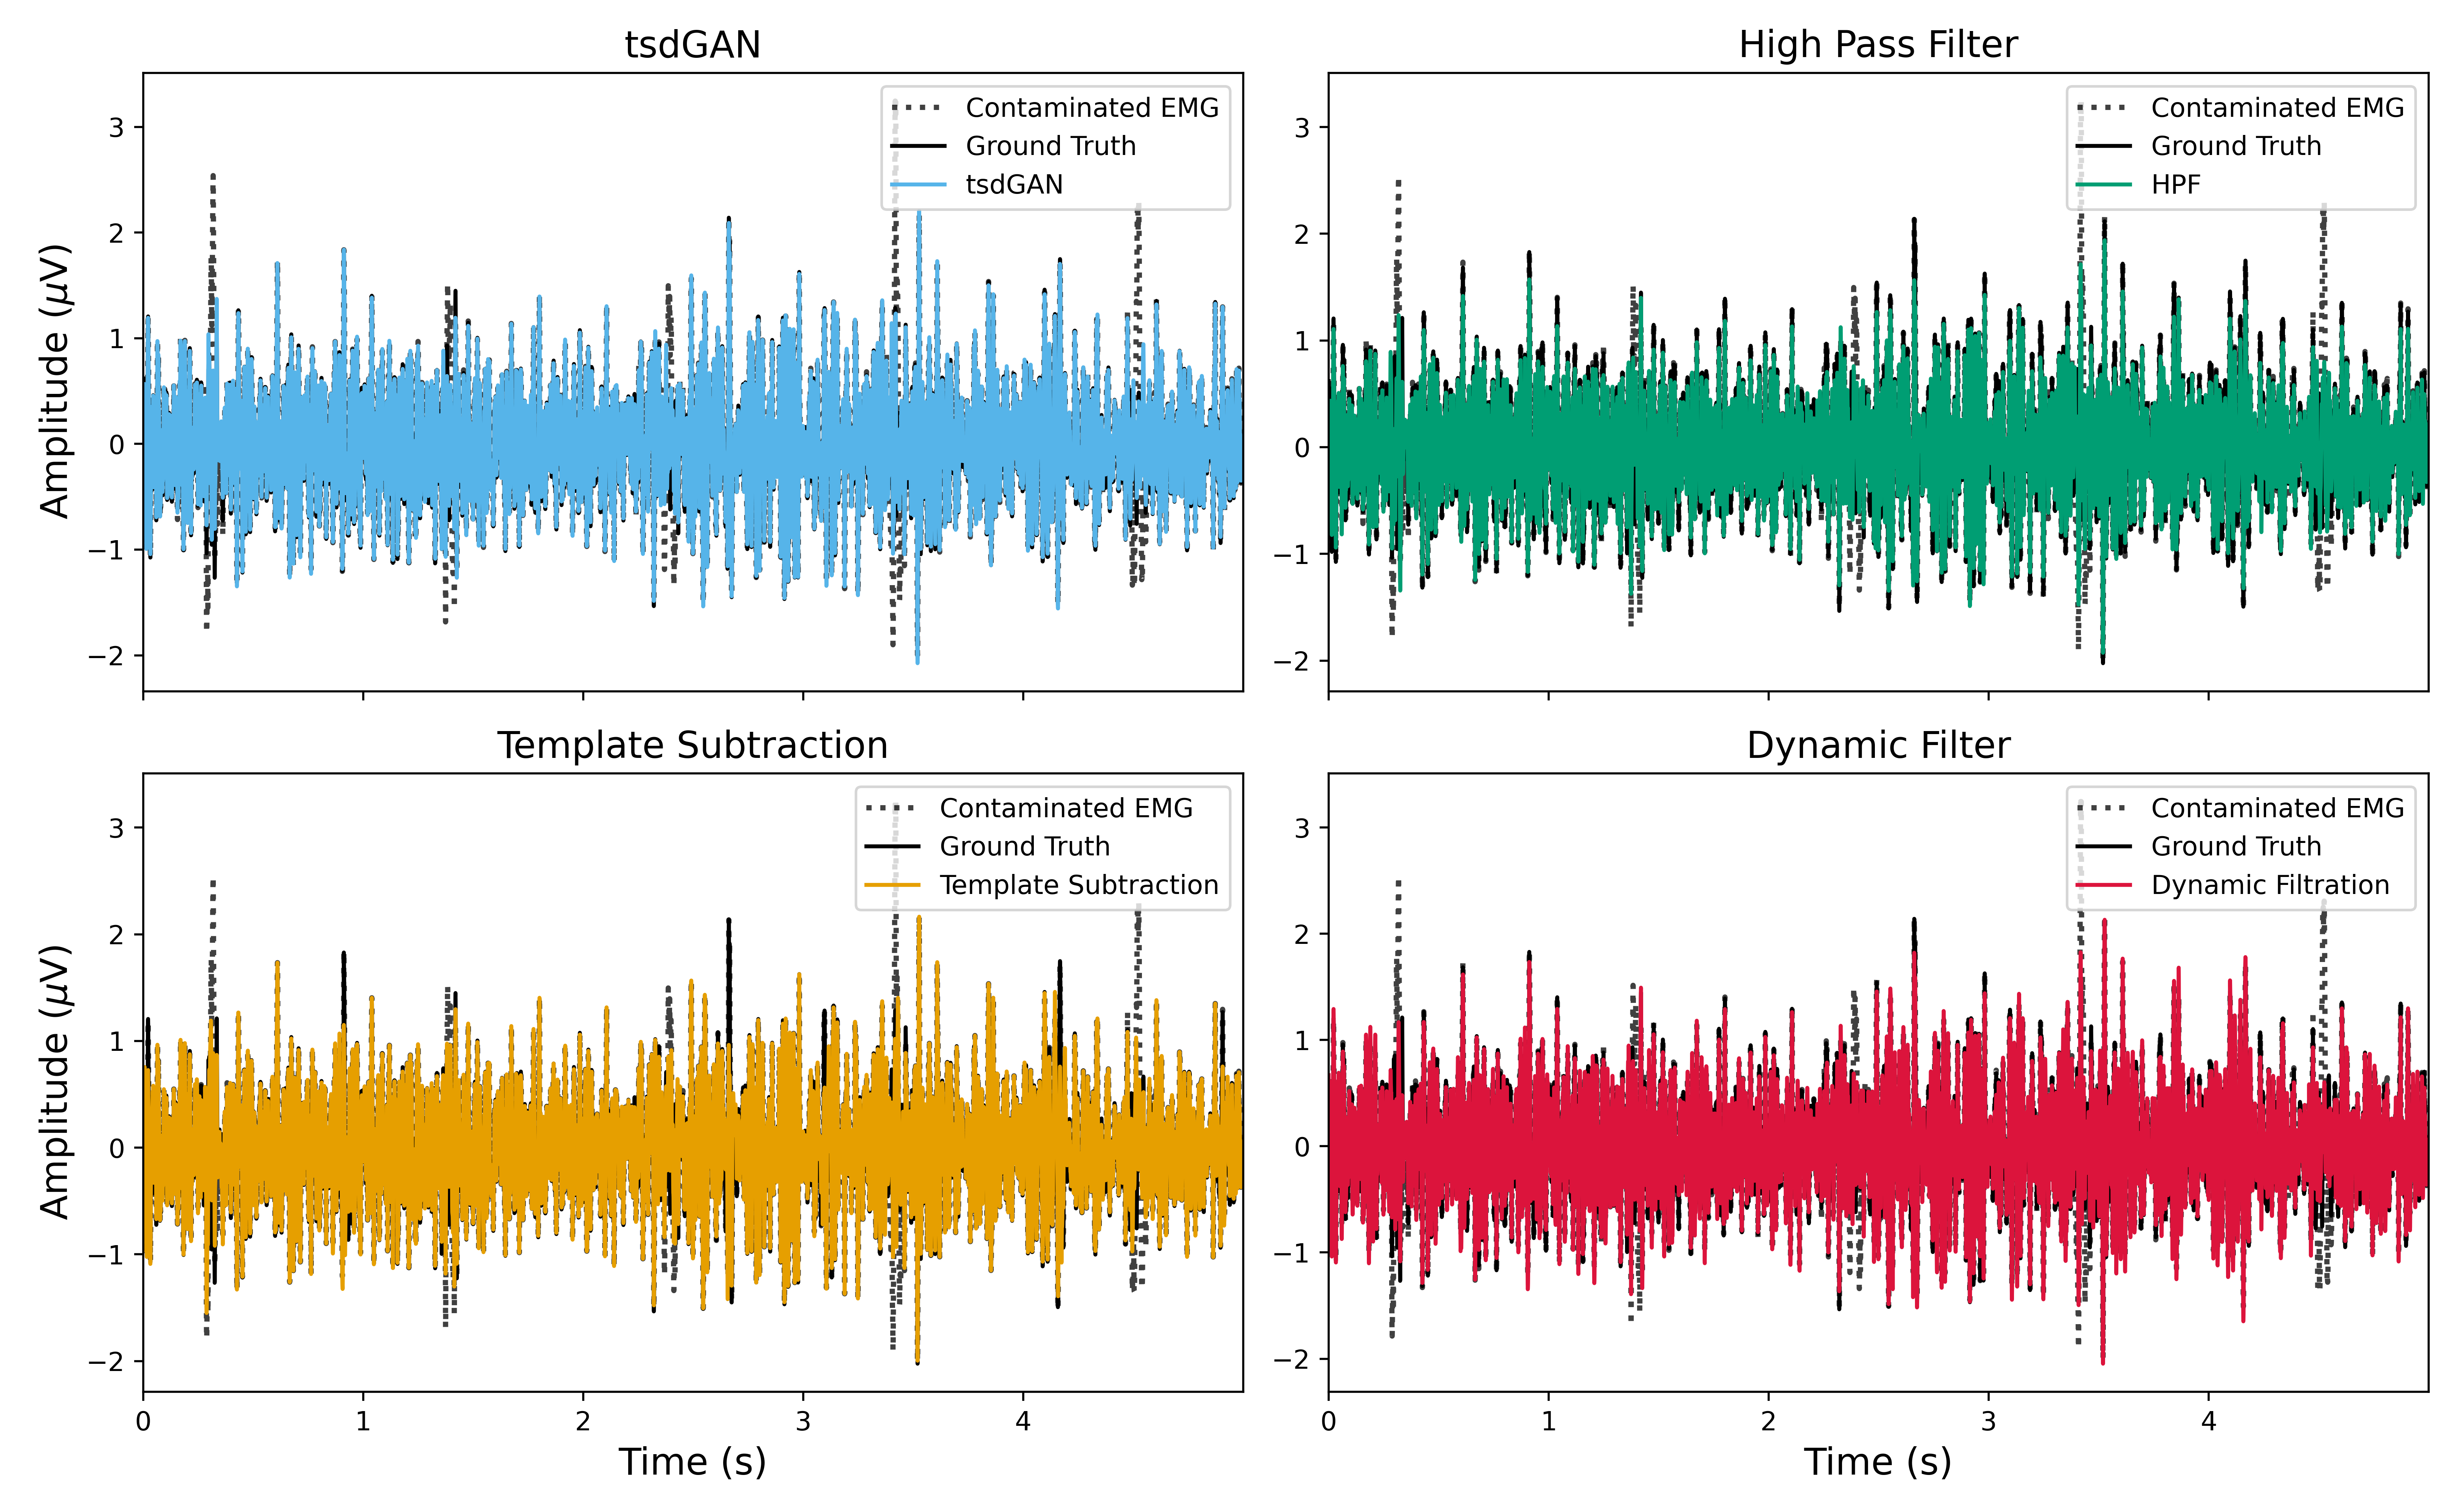 tsdGAN
Contaminated EMG
Ground Truth
tsdGAN
3
2
1
0
−1
−2
Amplitude (μV)
High Pass Filter
Contaminated EMG
Ground Truth
HPF
3
2
1
0
−1
−2
Template Subtraction
Contaminated EMG
Ground Truth
Template Subtraction
3
2
1
0
−1
−2
Amplitude (μV)
0 1 2 3 4
Time (s)
Dynamic Filter
Contaminated EMG
Ground Truth
Dynamic Filtration
3
2
1
0
−1
−2
0 1 2 3 4
Time (s)